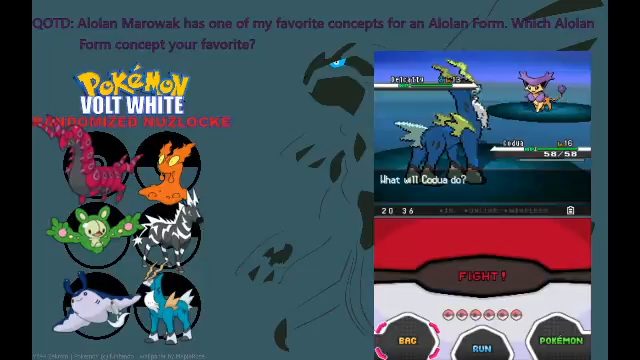 QOTD: Alolan Marowak has one of my favorite concepts for an Alolan Form. Which Alolan
Form concept your favorite?
POKéMON
VOLT WHITE
RANDOMIZED NUZLOCKE
Delcatty
Codua Lv.16
58/58
What will Codua do?
20 36
FIGHT!
BAG
RUN
POKÉMON